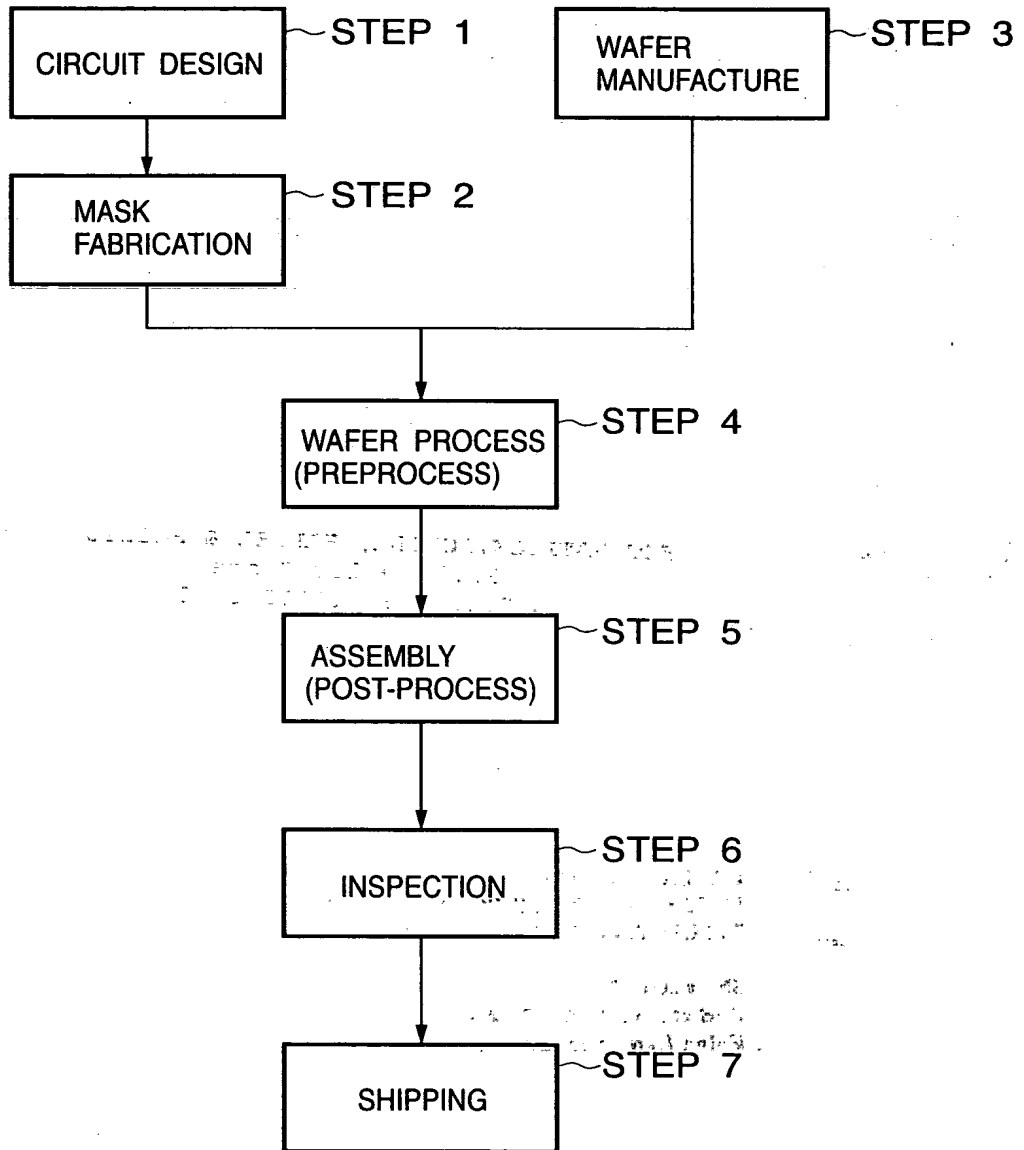 CIRCUIT DESIGN
STEP 1
WAFER
MANUFACTURE
STEP 3
MASK
FABRICATION
STEP 2
WAFER PROCESS
(PREPROCESS)
STEP 4
ASSEMBLY
(POST-PROCESS)
STEP 5
INSPECTION
STEP 6
SHIPPING
STEP 7